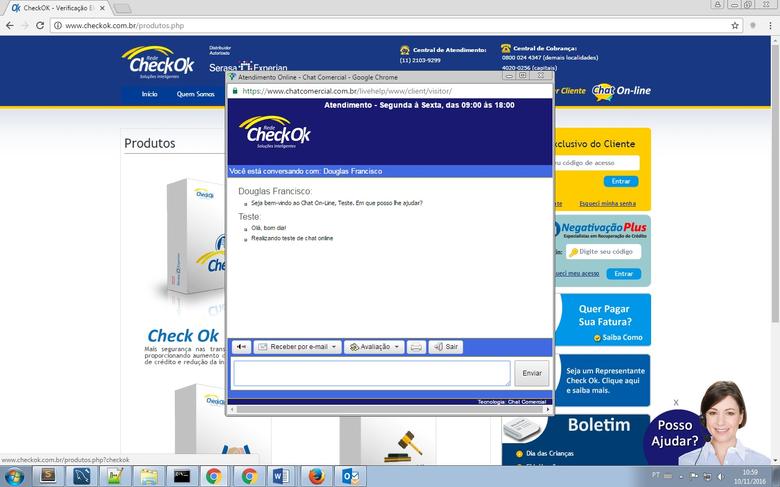 CheckOK - Verificação El
www.checkok.com.br/produtos.php
Rede
CheckOk
Soluções Inteligentes
Distribuidor
Autorizado
Serasa Experian
Central de Atendimento:
(11) 2103-9299
Central de Cobrança:
0800 024 4347 (demais localidades)
4020-0256 (capitais)
Início
Quem Somos
r Cliente
Chat On-line
Atendimento Online - Chat Comercial - Google Chrome
https://www.chatcomercial.com.br/livehelp/www/client/visitor/
Atendimento - Segunda à Sexta, das 09:00 às 18:00
Rede
CheckOk
Soluções Inteligentes
Você está conversando com: Douglas Francisco
Douglas Francisco:
Seja bem-vindo ao Chat On-Line, Teste. Em que posso lhe ajudar?
Teste:
Olá, bom dia!
Realizando teste de chat online
Receber por e-mail
Avaliação
Sair
Enviar
Tecnologia: Chat Comercial
Produtos
CheckOk
Check Ok
Mais segurança nas trans
proporcionando aumento d
de crédito e redução da in
xclusivo do Cliente
u código de acesso
Entrar
te
Esqueci minha senha
NegativaçãoPlus
Especialistas em Recuperação de Crédito
in:
Digite seu código
ueci meu acesso
Entrar
Quer Pagar
Sua Fatura?
Saiba Como
Seja um Representante
Check Ok. Clique aqui
e saiba mais.
Boletim
Dia das Crianças
X
Posso
Ajudar?
www.checkok.com.br/produtos.php?checkok
PT
10:59
10/11/2016